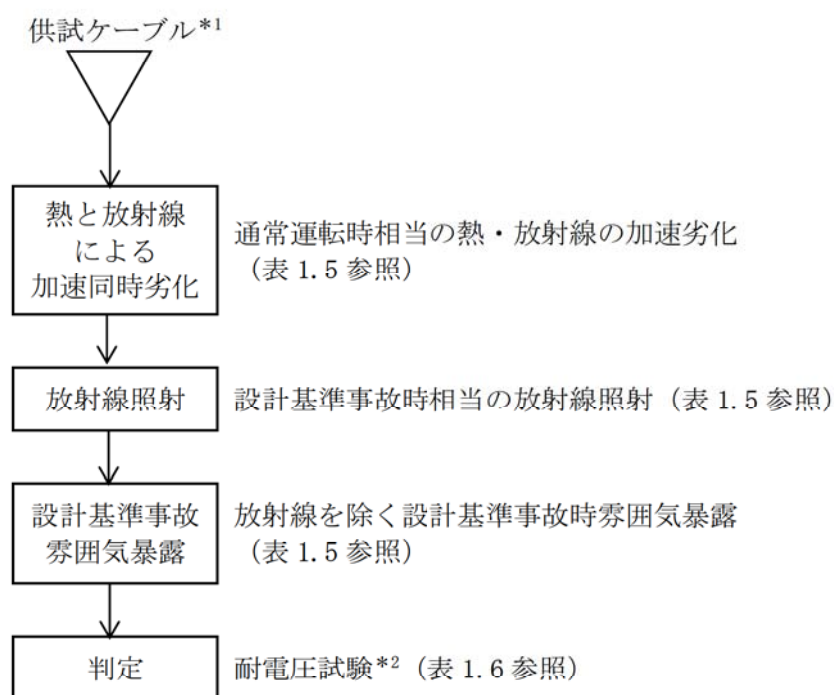 供試ケーブル*1
熱と放射線
による
加速同時劣化
通常運転時相当の熱・放射線の加速劣化
（表 1.5 参照）
放射線照射
設計基準事故時相当の放射線照射（表 1.5 参照）
設計基準事故
雰囲気暴露
放射線を除く設計基準事故時雰囲気暴露
（表 1.5 参照）
判定
耐電圧試験*2（表 1.6 参照）